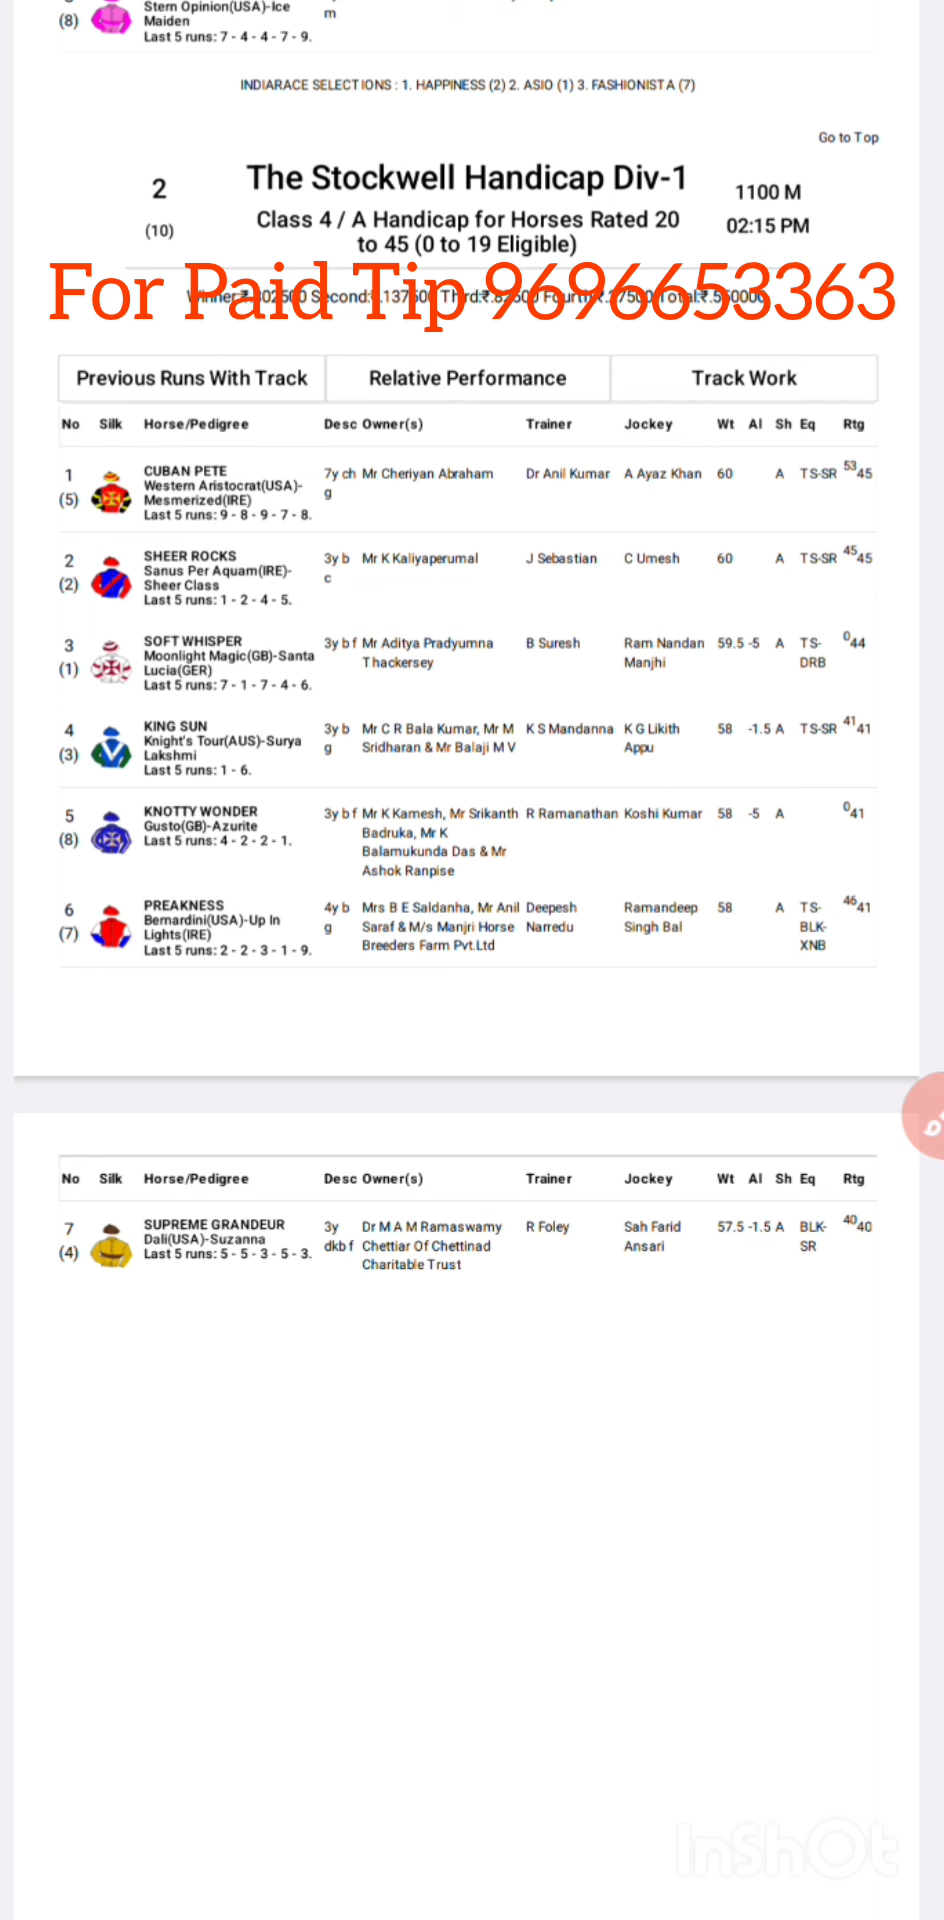 Stern Opinion(USA)-Ice m
(8) Maiden
Last 5 runs: 7 - 4 - 4 - 7 - 9.
INDIARACE SELECTIONS : 1. HAPPINESS (2) 2. ASIO (1) 3. FASHIONISTA (7)
Go to Top
2 The Stockwell Handicap Div-1 1100 M
(10) Class 4 / A Handicap for Horses Rated 20 02:15 PM
to 45 (0 to 19 Eligible)
For Paid Tip 9696653363
Previous Runs With Track Relative Performance Track Work
No Silk Horse/Pedigree Desc Owner(s) Trainer Jockey Wt Al Sh Eq Rtg
1 CUBAN PETE 7y ch Mr Cheriyan Abraham Dr Anil Kumar A Ayaz Khan 60 A TS-SR 53 45
Western Aristocrat(USA)- g
(5) Mesmerized(IRE)
Last 5 runs: 9 - 8 - 9 - 7 - 8.
2 SHEER ROCKS 3y b Mr K Kaliyaperumal J Sebastian C Umesh 60 A TS-SR 45 45
Sanus Per Aquam(IRE)- c
(2) Sheer Class
Last 5 runs: 1 - 2 - 4 - 5.
3 SOFT WHISPER 3y b f Mr Aditya Pradyumna B Suresh Ram Nandan 59.5 -5 A TS- 0 44
Moonlight Magic(GB)-Santa Thackersey Manjhi DRB
(1) Lucia(GER)
Last 5 runs: 7 - 1 - 7 - 4 - 6.
4 KING SUN 3y b Mr C R Bala Kumar, Mr M K S Mandanna K G Likith 58 -1.5 A TS-SR 41 41
Knight's Tour(AUS)-Surya g Sridharan & Mr Balaji M V Appu
(3) Lakshmi
Last 5 runs: 1 - 6.
5 KNOTTY WONDER 3y b f Mr K Kamesh, Mr Srikanth R Ramanathan Koshi Kumar 58 -5 A 0 41
Gusto(GB)-Azurite Badruka, Mr K
(8) Last 5 runs: 4 - 2 - 2 - 1. Balamukunda Das & Mr
Ashok Ranpise
6 PREAKNESS 4y b Mrs B E Saldanha, Mr Anil Deepesh Ramandeep 58 A TS- 46 41
Bernardini(USA)-Up In g Saraf & M/s Manjri Horse Narredu Singh Bal BLK-
(7) Lights(IRE) Breeders Farm Pvt.Ltd XNB
Last 5 runs: 2 - 2 - 3 - 1 - 9.
No Silk Horse/Pedigree Desc Owner(s) Trainer Jockey Wt Al Sh Eq Rtg
7 SUPREME GRANDEUR 3y Dr M A M Ramaswamy R Foley Sah Farid 57.5 -1.5 A BLK- 40 40
Dali(USA)-Suzanna dkb f Chettiar Of Chettinad Ansari SR
(4) Last 5 runs: 5 - 5 - 3 - 5 - 3. Charitable Trust
InShOt